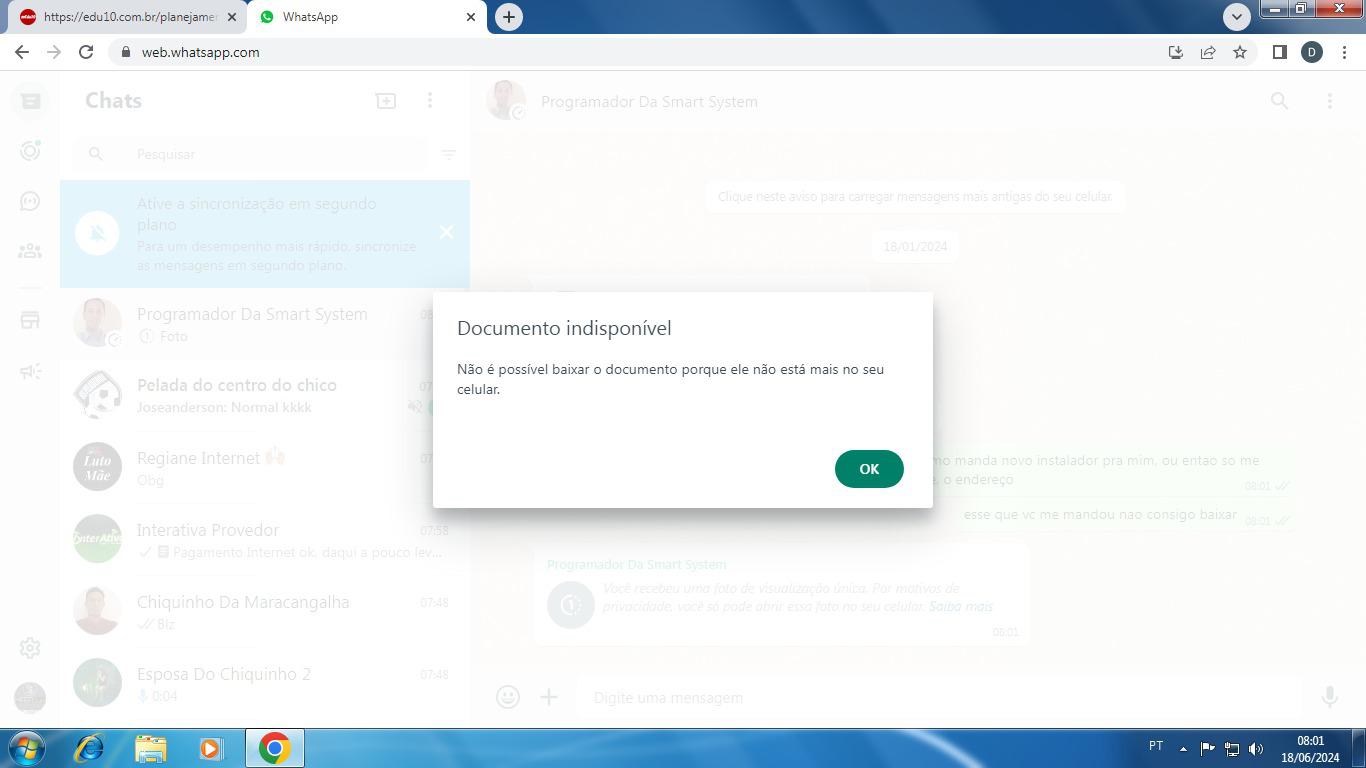 https://edu10.com.br/planejamer
WhatsApp
web.whatsapp.com
D
Chats
Programador Da Smart System
Pesquisar
Clique neste aviso para carregar mensagens mais antigas do seu celular.
Ative a sincronização em segundo
plano
Para um desempenho mais rápido, sincronize
as mensagens em segundo plano.
18/01/2024
Programador Da Smart System
08
Foto
Documento indisponível
Não é possível baixar o documento porque ele não está mais no seu
celular.
OK
Pelada do centro do chico
07
Joseanderson: Normal kkkk
Regiane Internet
07
Obg
Luto
Mãe
mo manda novo instalador pra mim, ou entao so me
e, o endereço
08:01
esse que vc me mandou nao consigo baixar
08:01
Interativa Provedor
07:58
Pagamento Internet ok, daqui a pouco lev...
Programador Da Smart System
Você recebeu uma foto de visualização única. Por motivos de
privacidade, você só pode abrir essa foto no seu celular. Saiba mais
08:01
Chiquinho Da Maracangalha
07:48
Blz
Esposa Do Chiquinho 2
07:48
0:04
Digite uma mensagem
PT
08:01
18/06/2024